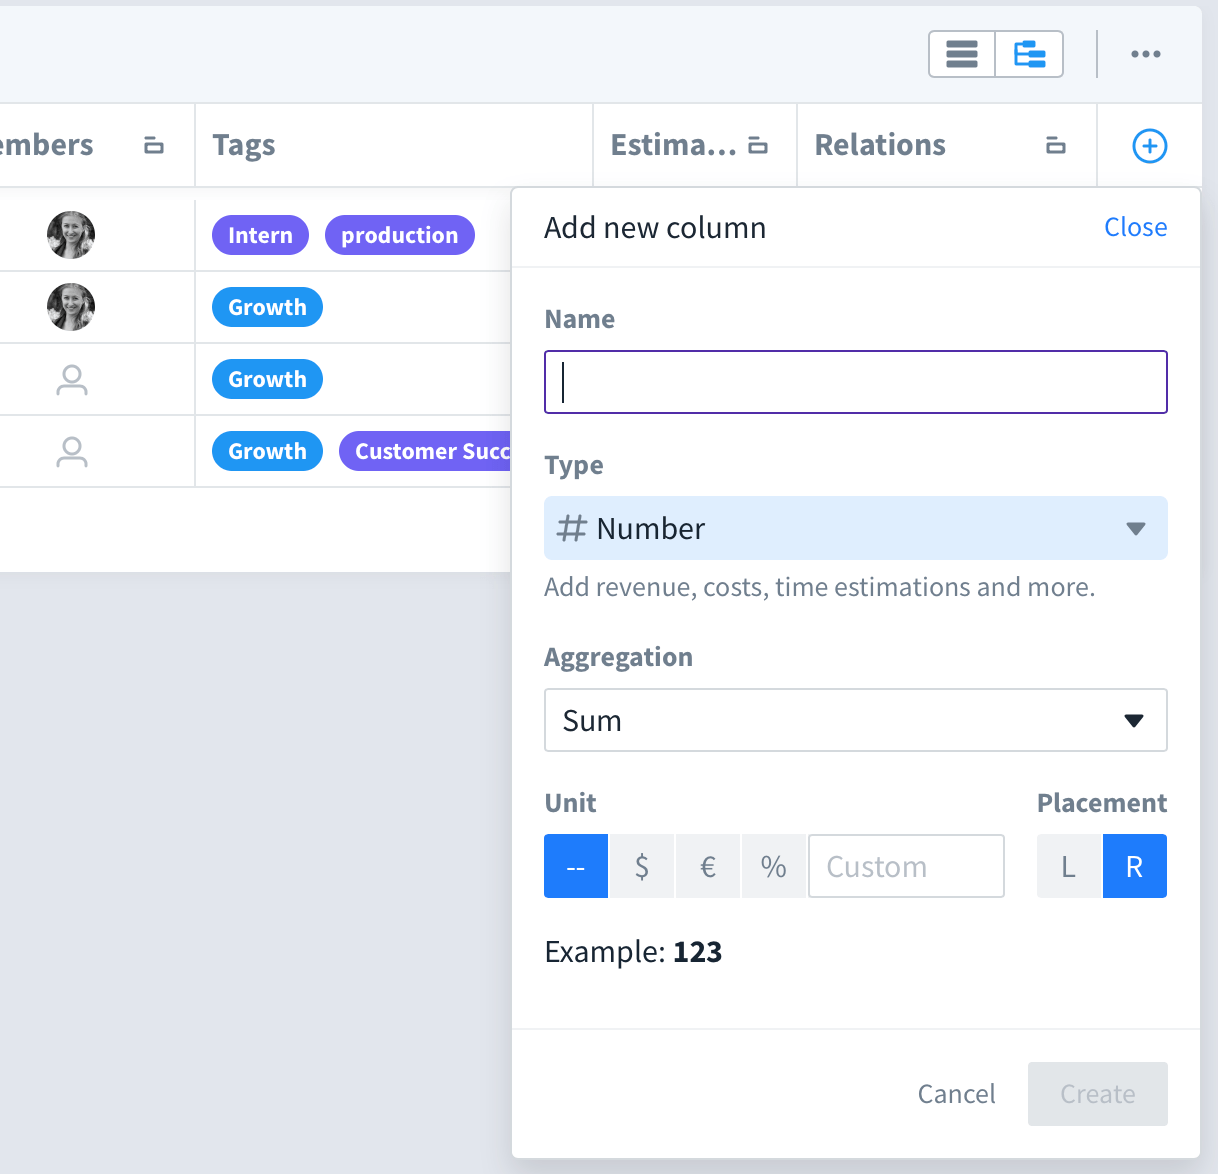 embers Tags Estima... Relations
Add new column Close
Intern production
Growth
Growth
Growth Customer Succ
Name
Type
# Number
Add revenue, costs, time estimations and more.
Aggregation
Sum
Unit Placement
-- $ € % Custom L R
Example: 123
Cancel Create